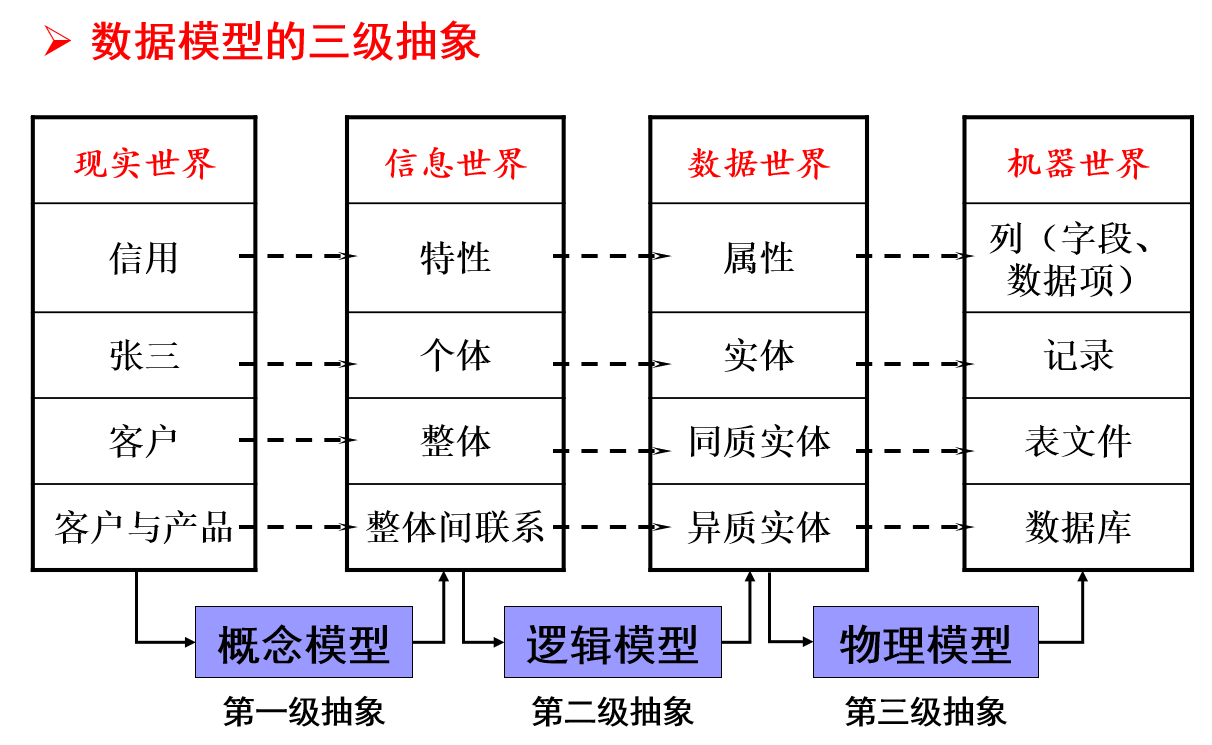 数据模型的三级抽象
现实世界 信息世界 数据世界 机器世界
信用 特性 属性 列（字段、
数据项）
张三 个体 实体 记录
客户 整体 同质实体 表文件
客户与产品 整体间联系 异质实体 数据库
概念模型 逻辑模型 物理模型
第一级抽象 第二级抽象 第三级抽象